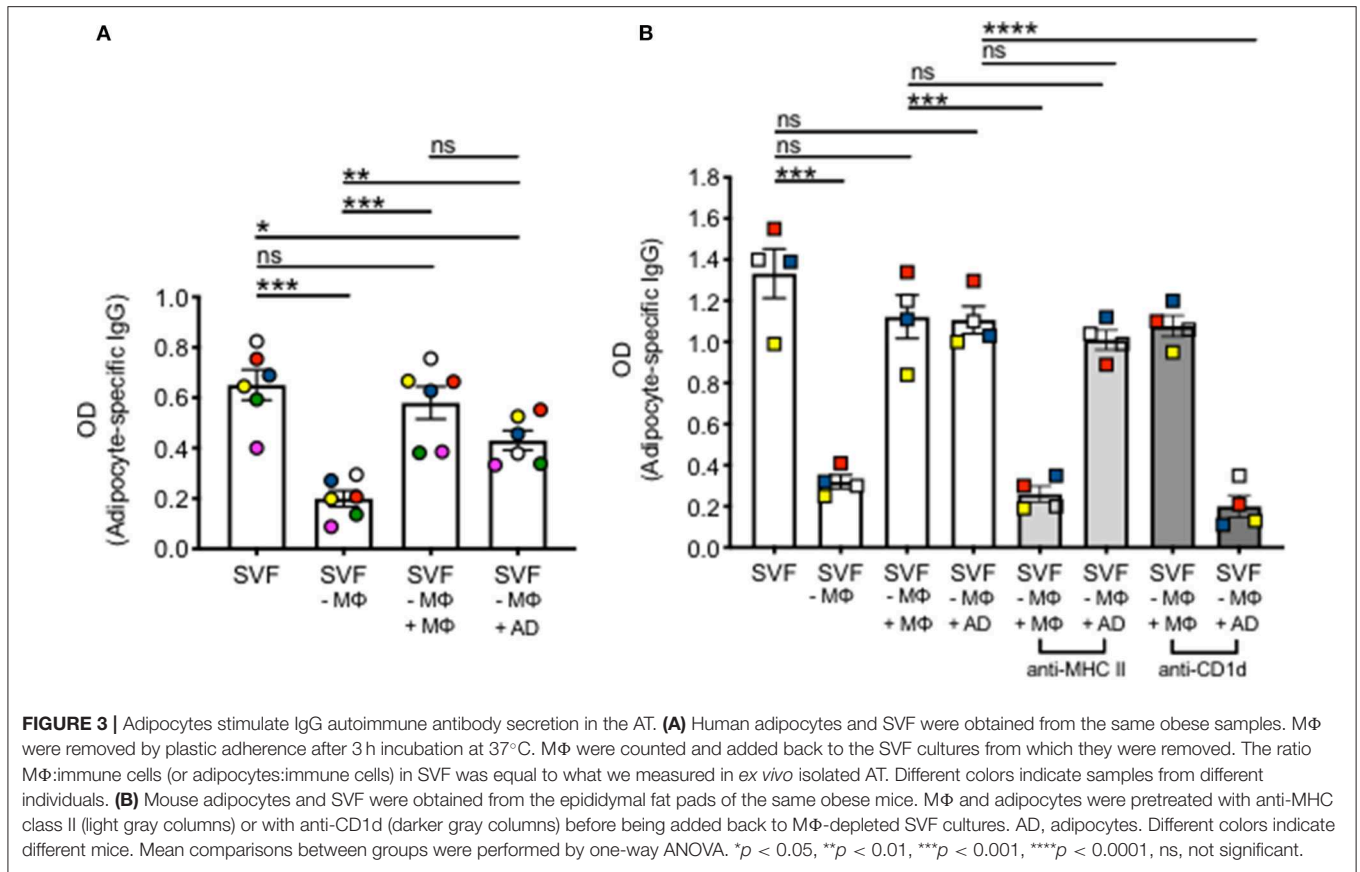 A
ns
**
***
*
ns
***
OD
(Adipocyte-specific IgG)
1.0
0.8
0.6
0.4
0.2
0.0
SVF
SVF
- MΦ
SVF
- MΦ
+ MΦ
SVF
- MΦ
+ AD
B
****
ns
ns
***
ns
ns
***
OD
(Adipocyte-specific IgG)
1.8
1.6
1.4
1.2
1.0
0.8
0.6
0.4
0.2
0.0
SVF
SVF
- MΦ
SVF
- MΦ
+ MΦ
SVF
- MΦ
+ AD
SVF
- MΦ
+ MΦ
SVF
- MΦ
+ AD
SVF
- MΦ
+ MΦ
SVF
- MΦ
+ AD
anti-MHC II
anti-CD1d
FIGURE 3 | Adipocytes stimulate IgG autoimmune antibody secretion in the AT. (A) Human adipocytes and SVF were obtained from the same obese samples. MΦ
were removed by plastic adherence after 3 h incubation at 37°C. MΦ were counted and added back to the SVF cultures from which they were removed. The ratio
MΦ:immune cells (or adipocytes:immune cells) in SVF was equal to what we measured in ex vivo isolated AT. Different colors indicate samples from different
individuals. (B) Mouse adipocytes and SVF were obtained from the epididymal fat pads of the same obese mice. MΦ and adipocytes were pretreated with anti-MHC
class II (light gray columns) or with anti-CD1d (darker gray columns) before being added back to MΦ-depleted SVF cultures. AD, adipocytes. Different colors indicate
different mice. Mean comparisons between groups were performed by one-way ANOVA. *p < 0.05, **p < 0.01, ***p < 0.001, ****p < 0.0001, ns, not significant.